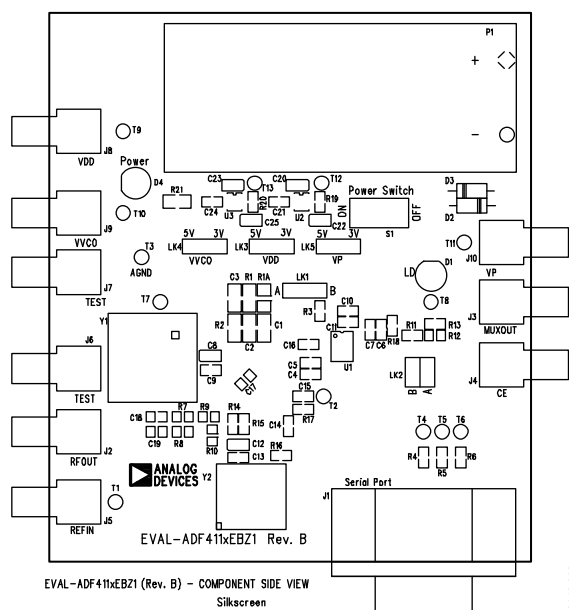 P1
+
−
T9
J8
VDD
Power
D4
C23
C20
T12
T13
R21
C24
U3
R20
C21
U2
R19
C25
C22
Power Switch
ON
OFF
S1
D3
D2
T10
J9
VVCO
T3
AGND
5V 3V
LK4
VVCO
5V 3V
LK3
VDD
5V 3V
LK5
VP
T11
J10
VP
J7
TEST
T7
C3 R1 R1A
LK1
A
B
LD
D1
T8
R2
C1
C2
R3
C10
C11
C7 C6
R18
R11
R13
R12
J3
MUXOUT
Y1
J6
TEST
C8
C9
C16
C5
C4
U1
LK2
B A
J4
CE
C17
C15
R17
T2
C18
C19
R7
R8
R9
R10
R14
R15
C14
C12
C13
R16
J2
RFOUT
T4 T5 T6
R4
R5
R6
ANALOG
DEVICES
Y2
T1
J5
REFIN
J1
Serial Port
EVAL-ADF411xEBZ1 Rev. B
EVAL-ADF411xEBZ1 (Rev. B) - COMPONENT SIDE VIEW
Silkscreen